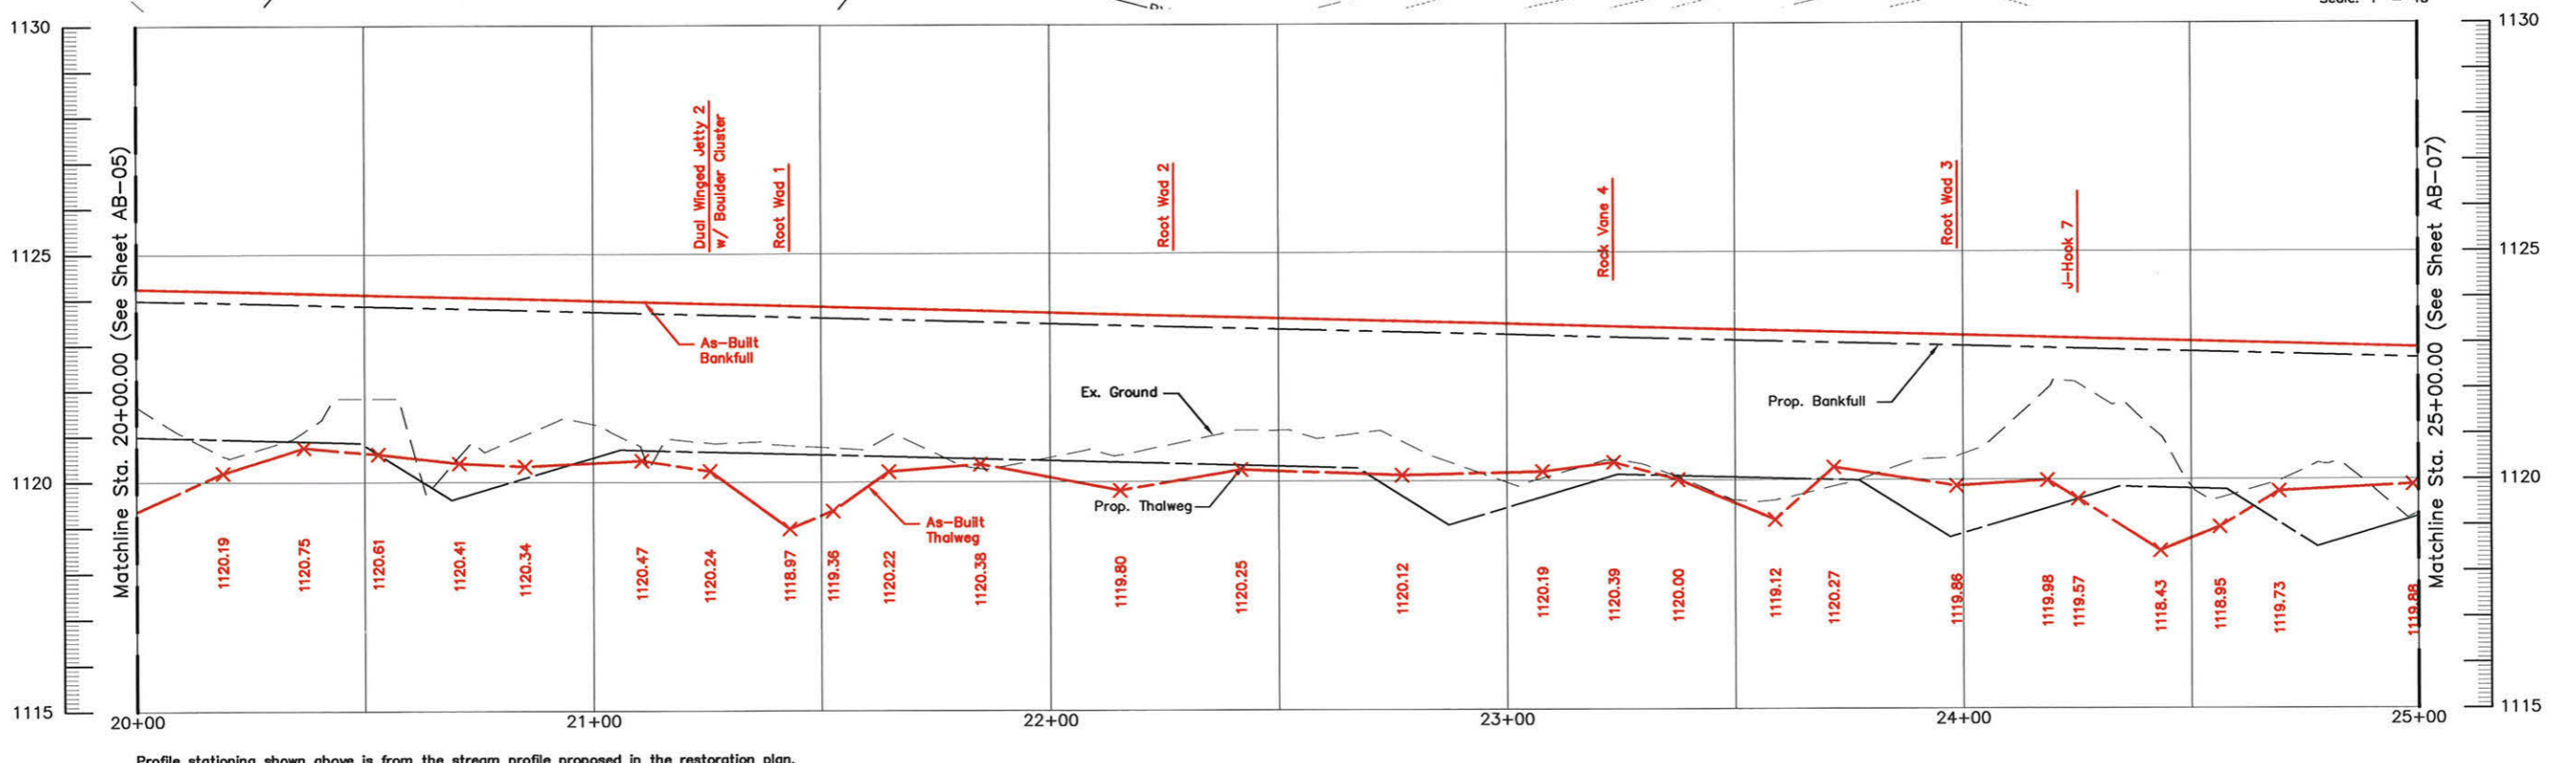 1130
1130
Dual Winged Jetty 2
w/ Boulder Cluster
Root Wad 1
Root Wad 2
Rock Vane 4
Root Wad 3
J-Hook 7
Matchline Sta. 20+00.00 (See Sheet AB-05)
Matchline Sta. 25+00.00 (See Sheet AB-07)
1125
1125
As-Built
Bankfull
Ex. Ground
Prop. Bankfull
1120
1120
Prop. Thalweg
As-Built
Thalweg
1120.19
1120.75
1120.61
1120.41
1120.34
1120.47
1120.24
1118.97
1119.36
1120.22
1120.38
1119.80
1120.25
1120.12
1120.19
1120.39
1120.00
1119.12
1120.27
1119.86
1119.98
1119.57
1118.43
1118.95
1119.73
1119.88
1115
1115
20+00
21+00
22+00
23+00
24+00
25+00
Profile stationing shown above is from the stream profile proposed in the restoration plan.